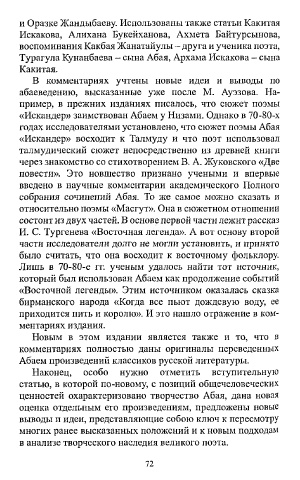 и Оразке Жандыбаеву. Использованы также статьи Какитая
Искакова, Алихана Букейханова, Ахмета Байтурсынова,
воспоминания Какбая Жанатайулы – друга и ученика поэта,
Турагула Кунанбаева – сына Абая, Архама Искакова – сына
Какитая.
В комментариях учтены новые идеи и выводы по
абаеведению, высказанные уже после М. Ауэзова. На-
пример, в прежних изданиях писалось, что сюжет поэмы
«Искандер» заимствован Абаем у Низами. Однако в 70-80-х
годах исследователями установлено, что сюжет поэмы Абая
«Искандер» восходит к Талмуду и что поэт использовал
талмудический сюжет непосредственно из древней книги
через знакомство со стихотворением В. А. Жуковского «Две
повести». Это новшество признано учеными и впервые
введено в научные комментарии академического Полного
собрания сочинений Абая. То же самое можно сказать и
относительно поэмы «Масгут». Она в сюжетном отношении
состоит из двух частей. В основе первой части лежит рассказ
И. С. Тургенева «Восточная легенда». А вот основу второй
части исследователи долго не могли установить, и принято
было считать, что она восходит к восточному фольклору.
Лишь в 70-80-е гг. ученым удалось найти тот источник,
который был использован Абаем как продолжение событий
«Восточной легенды». Этим источником оказалась сказка
бирманского народа «Когда все пьют дождевую воду, ее
приходится пить и королю». И это нашло отражение в ком-
ментариях издания.
Новым в этом издании является также и то, что в
комментариях полностью даны оригиналы переведенных
Абаем произведений классиков русской литературы.
Наконец, особо нужно отметить вступительную
статью, в которой по-новому, с позиций общечеловеческих
ценностей охарактеризовано творчество Абая, дана новая
оценка отдельным его произведениям, предложены новые
выводы и идеи, представляющие собою ключ к пересмотру
многих ранее высказанных положений и к новым подходам
в анализе творческого наследия великого поэта.
72